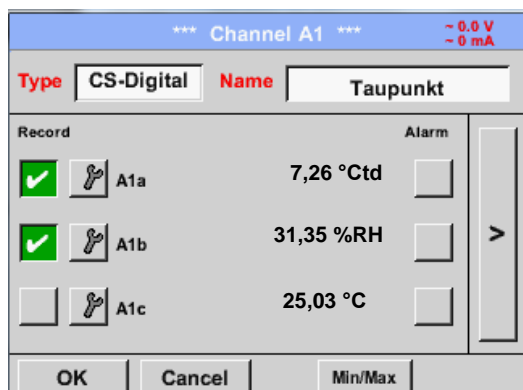 *** Channel A1 *** ~ 0.0 V
~ 0 mA
Type CS-Digital Name Taupunkt
Record Alarm
A1a 7,26 °Ctd
A1b 31,35 %RH >
A1c 25,03 °C
OK Cancel Min/Max